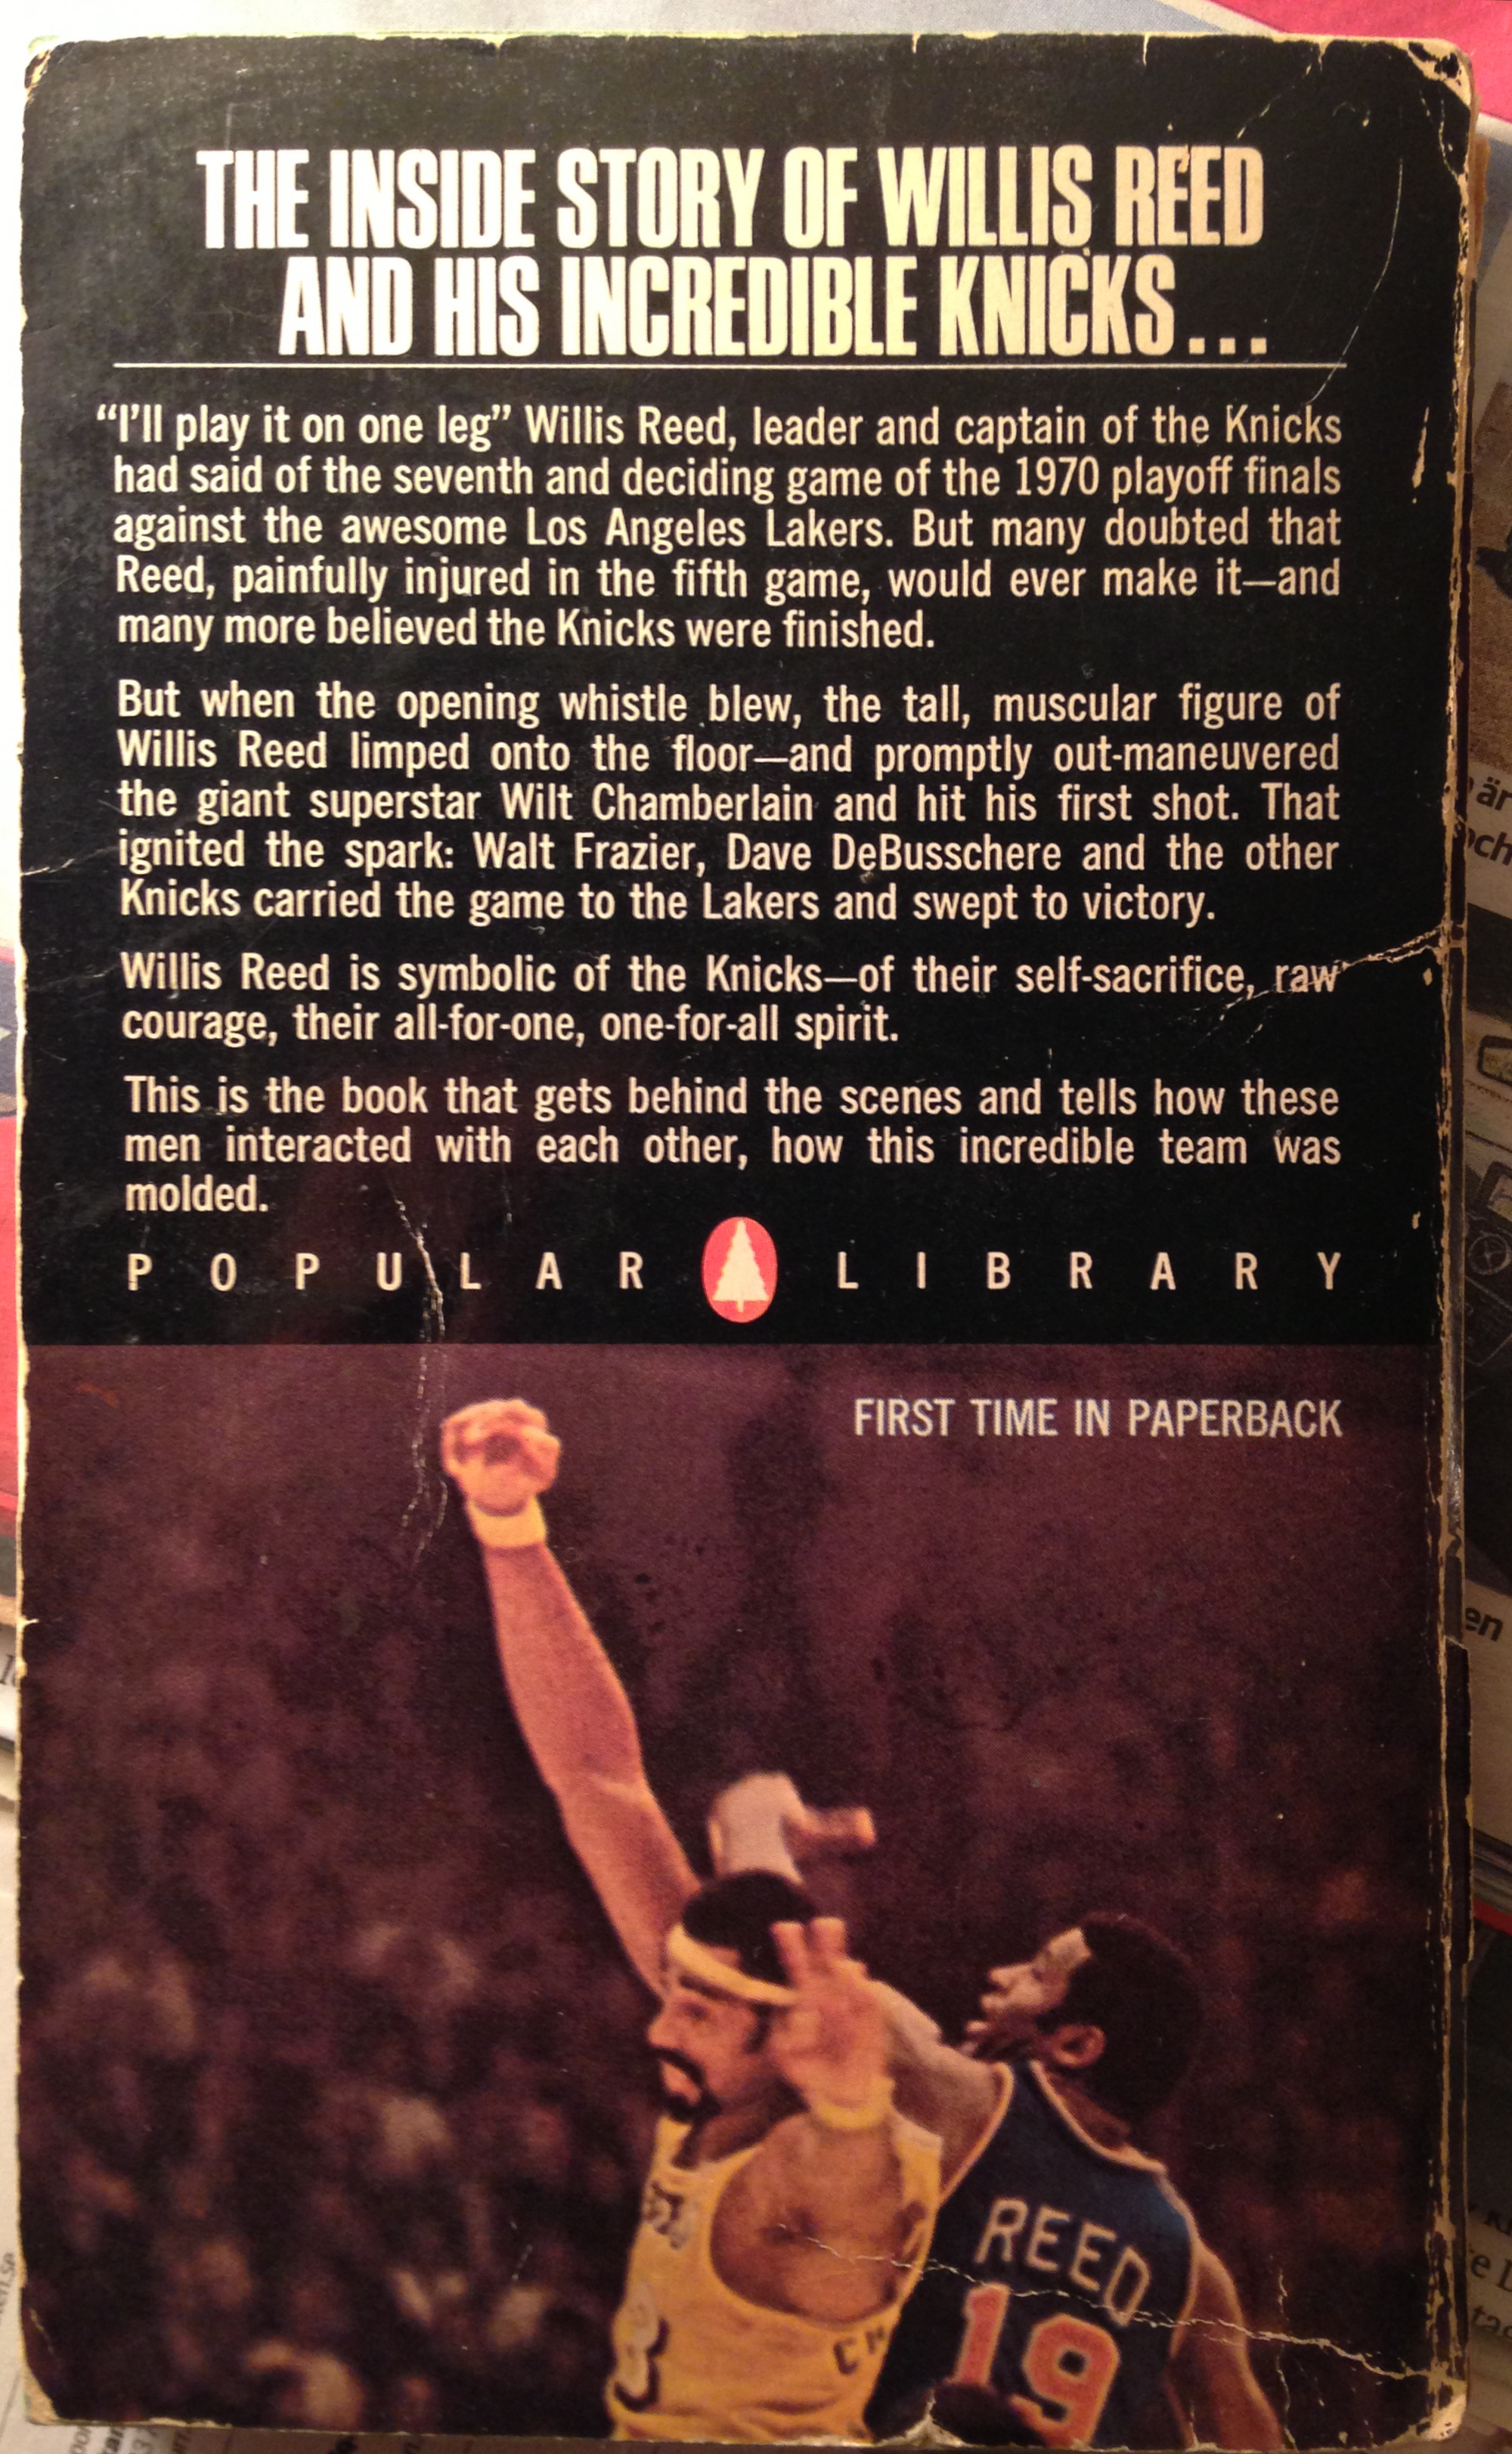 THE INSIDE STORY OF WILLIS REED
AND HIS INCREDIBLE KNICKS...
“I’ll play it on one leg” Willis Reed, leader and captain of the Knicks
had said of the seventh and deciding game of the 1970 playoff finals
against the awesome Los Angeles Lakers. But many doubted that
Reed, painfully injured in the fifth game, would ever make it—and
many more believed the Knicks were finished.
But when the opening whistle blew, the tall, muscular figure of
Willis Reed limped onto the floor—and promptly out-maneuvered
the giant superstar Wilt Chamberlain and hit his first shot. That
ignited the spark: Walt Frazier, Dave DeBusschere and the other
Knicks carried the game to the Lakers and swept to victory.
Willis Reed is symbolic of the Knicks—of their self-sacrifice, raw
courage, their all-for-one, one-for-all spirit.
This is the book that gets behind the scenes and tells how these
men interacted with each other, how this incredible team was
molded.
POPULAR LIBRARY
FIRST TIME IN PAPERBACK
REED
19
är
och
en